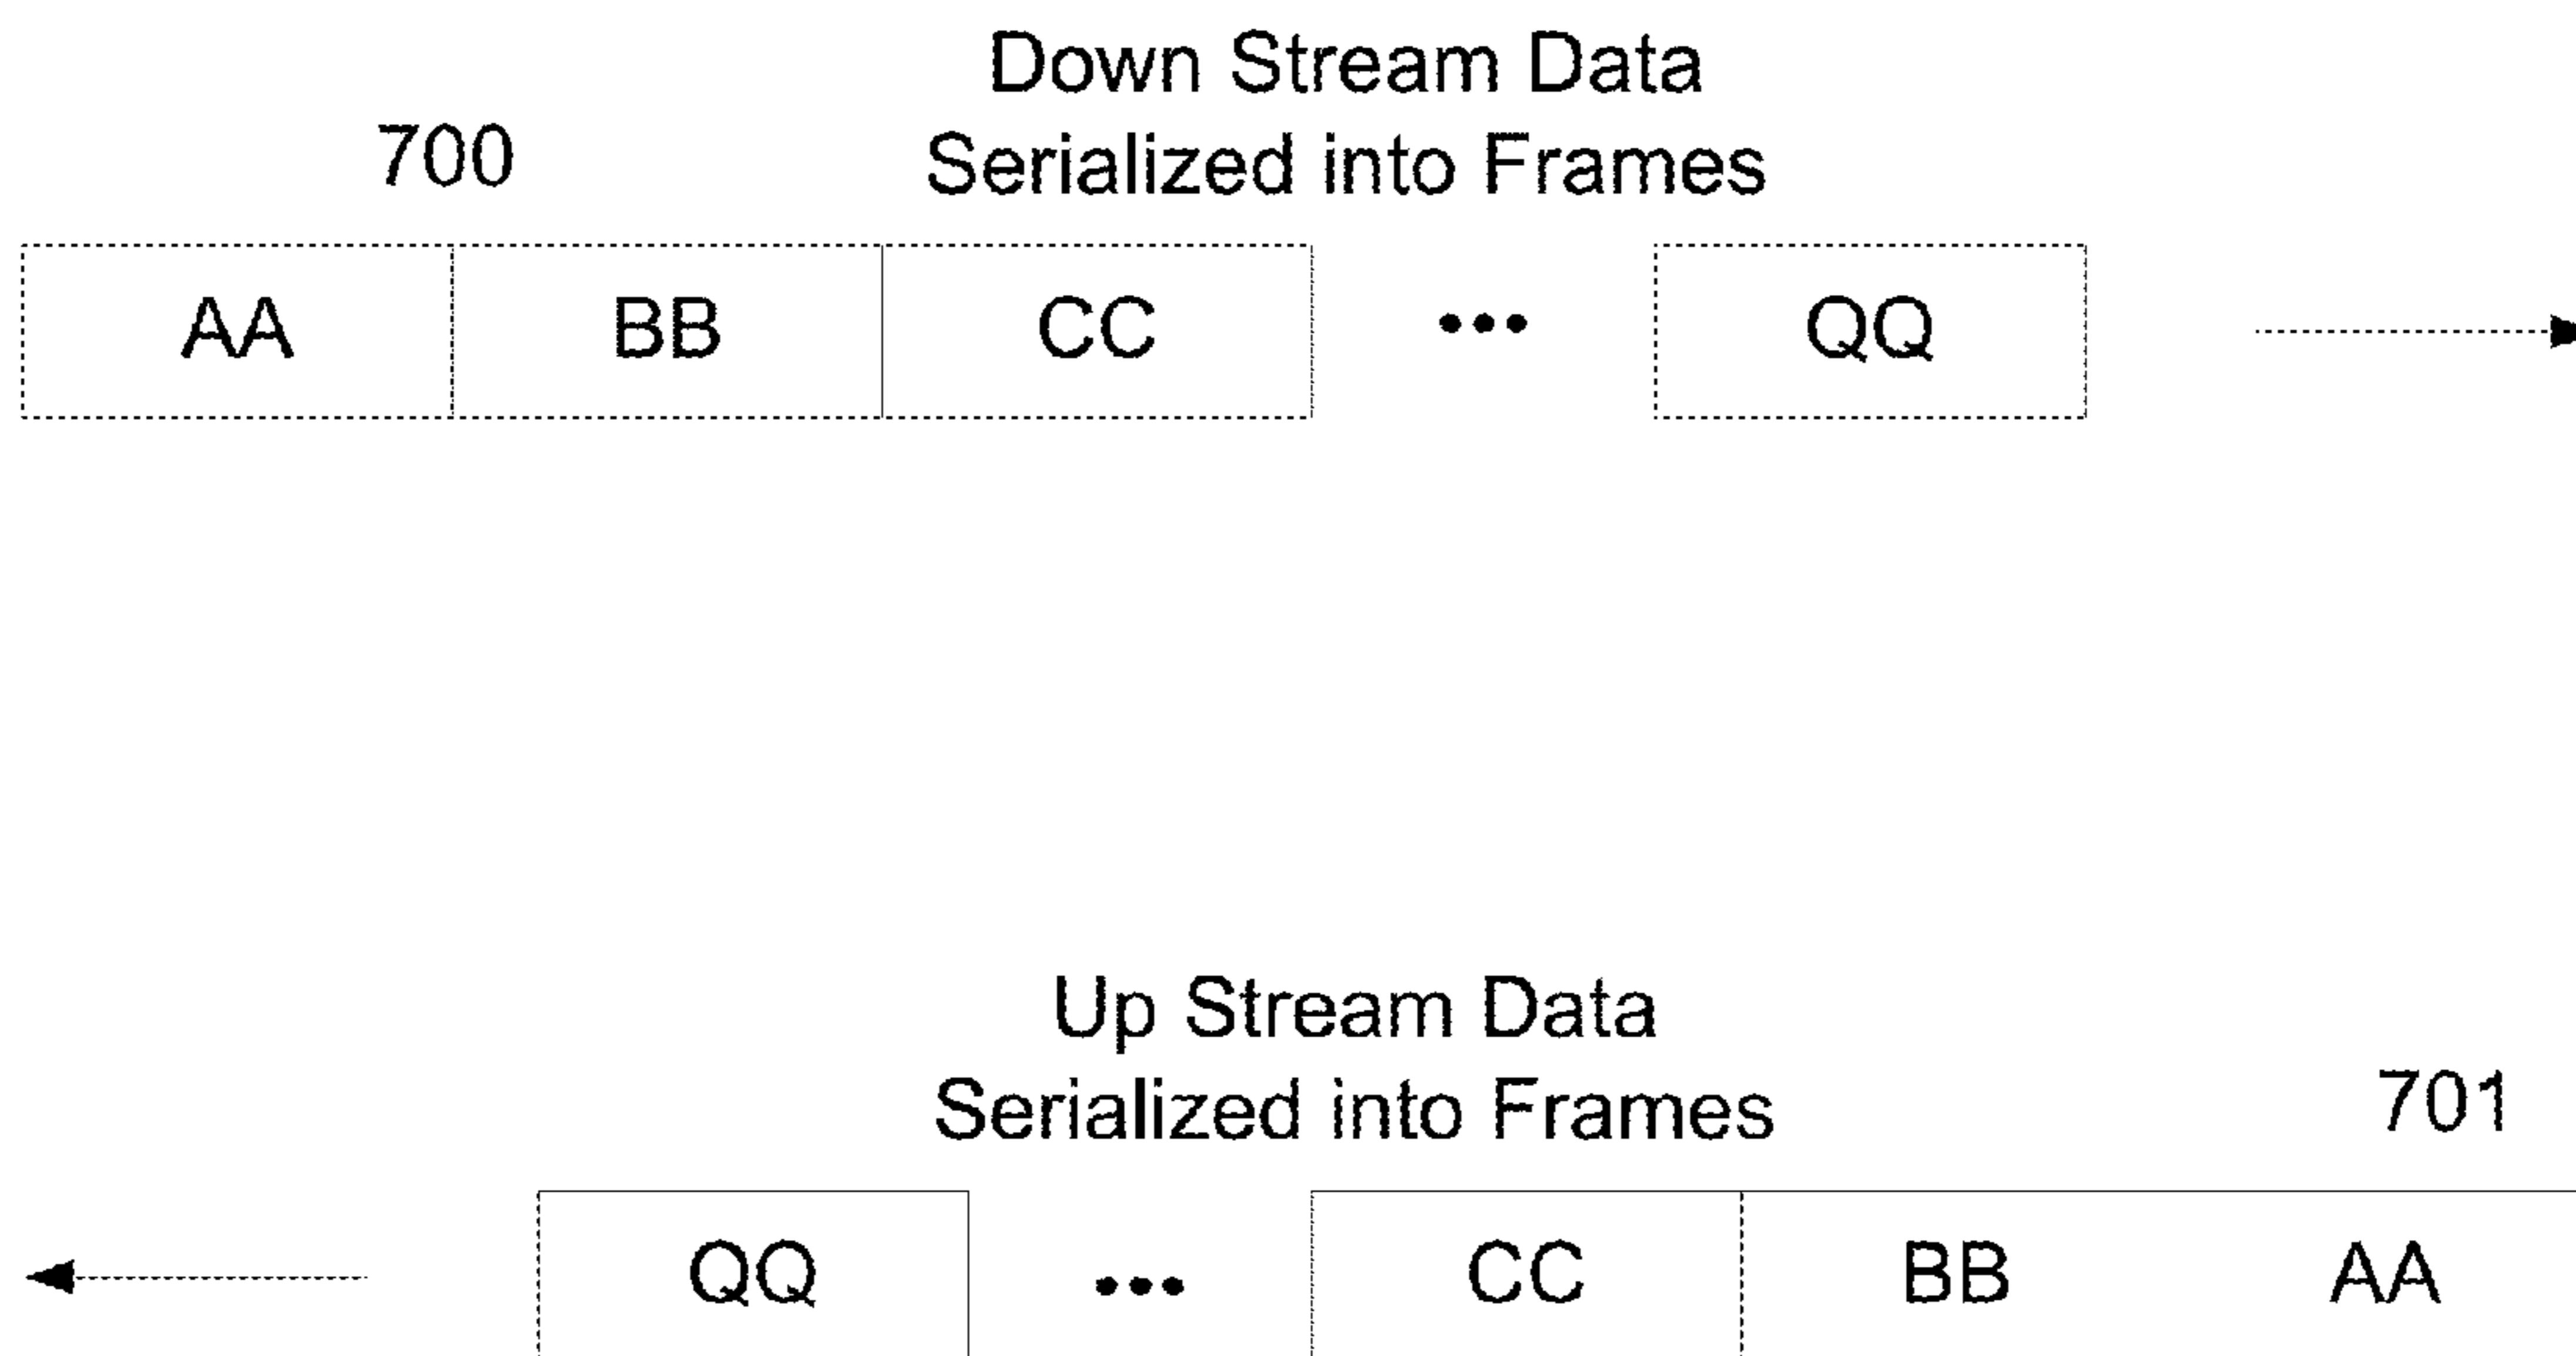 Down Stream Data
700
Serialized into Frames
AA BB CC ••• QQ
Up Stream Data
Serialized into Frames
701
QQ ••• CC BB AA